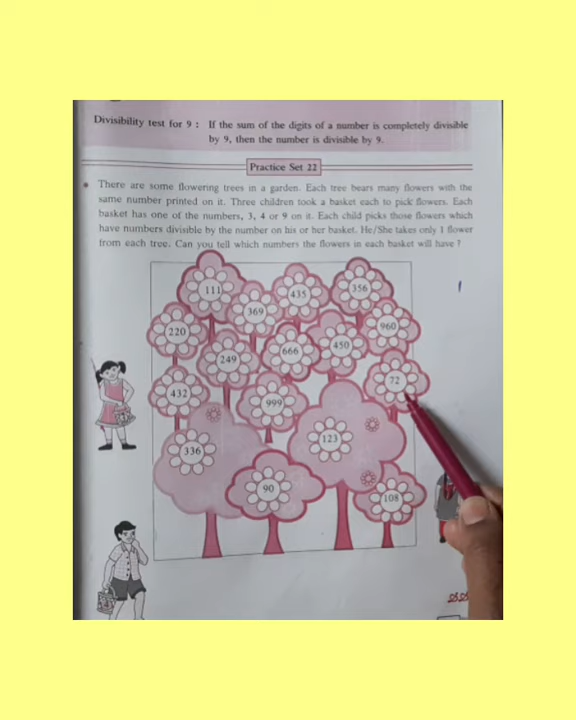 Divisibility test for 9 : If the sum of the digits of a number is completely divisible
by 9, then the number is divisible by 9.
Practice Set 22
• There are some flowering trees in a garden. Each tree bears many flowers with the
same number printed on it. Three children took a basket each to pick flowers. Each
basket has one of the numbers, 3, 4 or 9 on it. Each child picks those flowers which
have numbers divisible by the number on his or her basket. He/She takes only 1 flower
from each tree. Can you tell which numbers the flowers in each basket will have ?
111
435
356
369
220
960
450
666
249
72
432
999
123
336
90
108